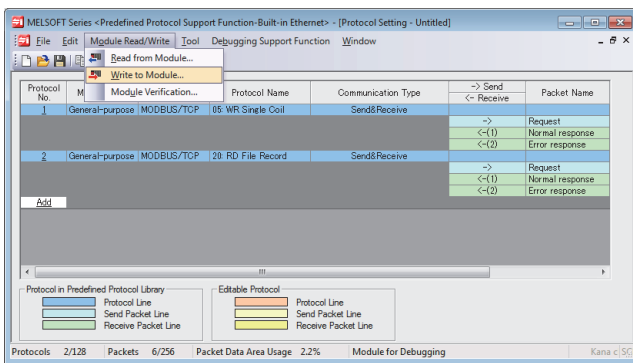 MELSOFT Series <Predefined Protocol Support Function-Built-in Ethernet> - [Protocol Setting - Untitled]
File Edit Module Read/Write Tool Debugging Support Function Window
Read from Module...
Write to Module...
Module Verification...
Protocol No. M Protocol Name Communication Type -> Send <- Receive Packet Name
1 General-purpose MODBUS/TCP 05: WR Single Coil Send&Receive
-> Request
<-(1) Normal response
<-(2) Error response
2 General-purpose MODBUS/TCP 20: RD File Record Send&Receive
-> Request
<-(1) Normal response
<-(2) Error response
Add
Protocol in Predefined Protocol Library Editable Protocol
Protocol Line Protocol Line
Send Packet Line Send Packet Line
Receive Packet Line Receive Packet Line
Protocols 2/128 Packets 6/256 Packet Data Area Usage 2.2% Module for Debugging Kana c